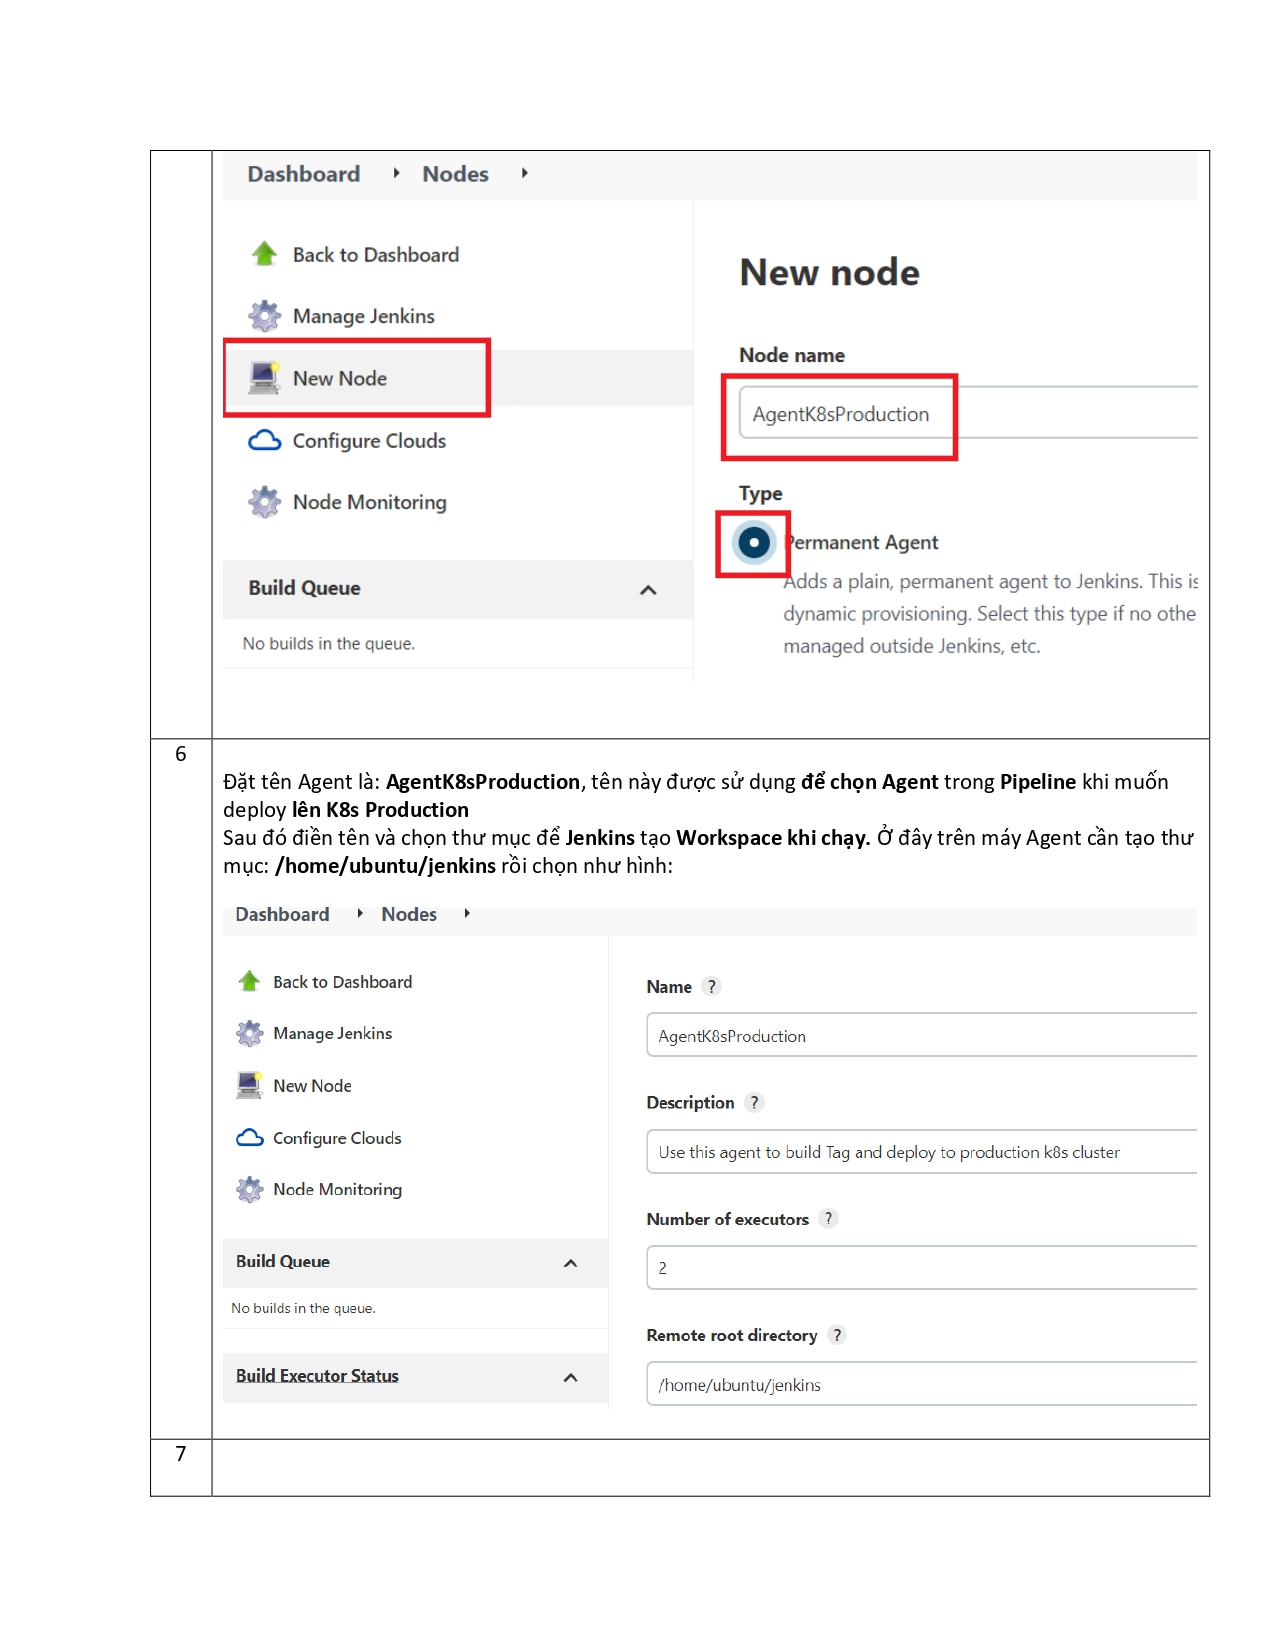 Dashboard Nodes
Back to Dashboard
Manage Jenkins
New Node
Configure Clouds
Node Monitoring
Build Queue
No builds in the queue.
New node
Node name
AgentK8sProduction
Type
Permanent Agent
Adds a plain, permanent agent to Jenkins. This is
dynamic provisioning. Select this type if no othe
managed outside Jenkins, etc.
6
Đặt tên Agent là: AgentK8sProduction, tên này được sử dụng để chọn Agent trong Pipeline khi muốn
deploy lên K8s Production
Sau đó điền tên và chọn thư mục để Jenkins tạo Workspace khi chạy. Ở đây trên máy Agent cần tạo thư
mục: /home/ubuntu/jenkins rồi chọn như hình:
Dashboard Nodes
Back to Dashboard
Manage Jenkins
New Node
Configure Clouds
Node Monitoring
Build Queue
No builds in the queue.
Build Executor Status
Name ?
AgentK8sProduction
Description ?
Use this agent to build Tag and deploy to production k8s cluster
Number of executors ?
2
Remote root directory ?
/home/ubuntu/jenkins
7